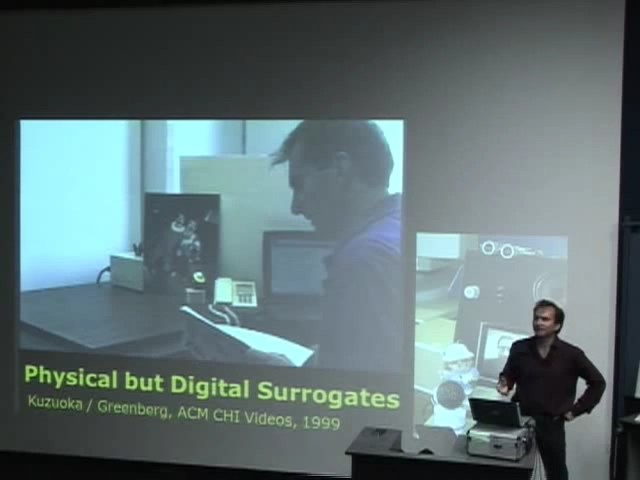 Physical but Digital Surrogates
Kuzuoka / Greenberg, ACM CHI Videos, 1999